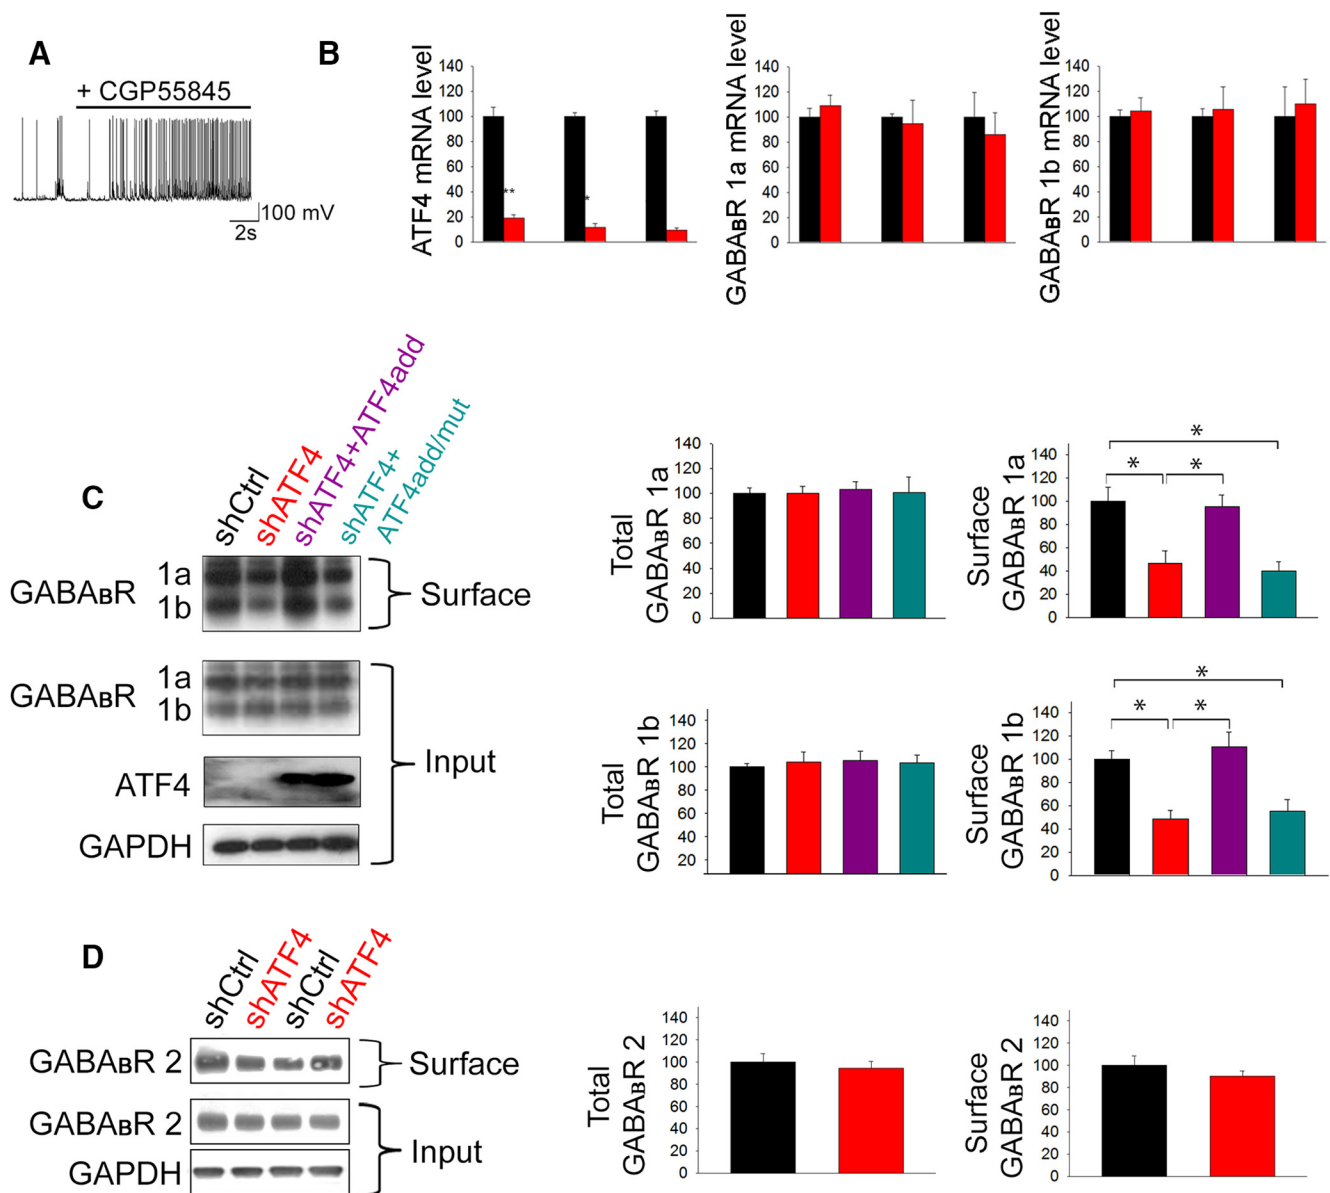 A
+ CGP55845
100 mV
2s
B
ATF4 mRNA level
140
120
100
80
60
40
20
0
**
*
GABABR 1a mRNA level
140
120
100
80
60
40
20
0
GABABR 1b mRNA level
140
120
100
80
60
40
20
0
C
shCtrl
shATF4
shATF4+ATF4add
shATF4+
ATF4add/mut
GABABR
1a
1b
Surface
GABABR
1a
1b
ATF4
GAPDH
Input
Total
GABABR 1a
140
120
100
80
60
40
20
0
Surface
GABABR 1a
140
120
100
80
60
40
20
0
*
*
*
Total
GABABR 1b
140
120
100
80
60
40
20
Surface
GABABR 1b
140
120
100
80
60
40
20
0
*
*
*
D
shCtrl
shATF4
shCtrl
shATF4
GABABR 2
Surface
GABABR 2
GAPDH
Input
Total
GABABR 2
140
120
100
80
60
40
20
0
Surface
GABABR 2
140
120
100
80
60
40
20
0